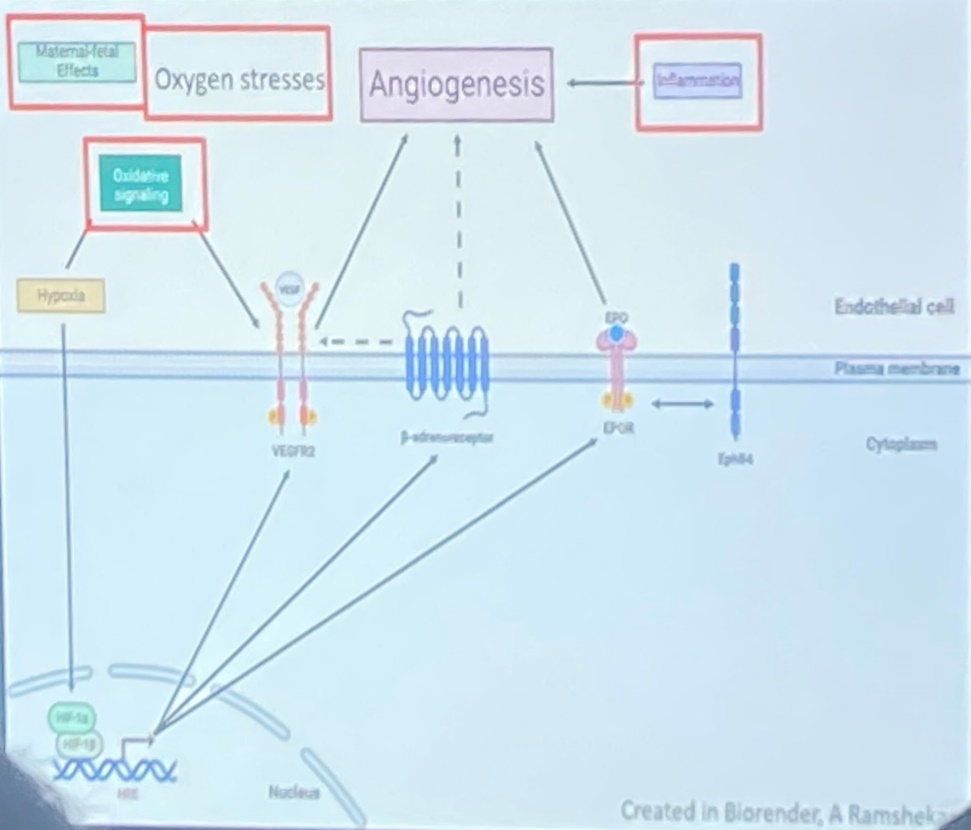 Maternal-fetal
Effects
Oxygen stresses
Angiogenesis
Inflammation
Oxidative
signaling
Hypoxia
VEGF
EPO
Endothelial cell
Plasma membrane
VEGFR2
β-adrenoreceptor
EPOR
EphB4
Cytoplasm
HIF-1α
HIF-1β
HRE
Nucleus
Created in Biorender, A Ramshek